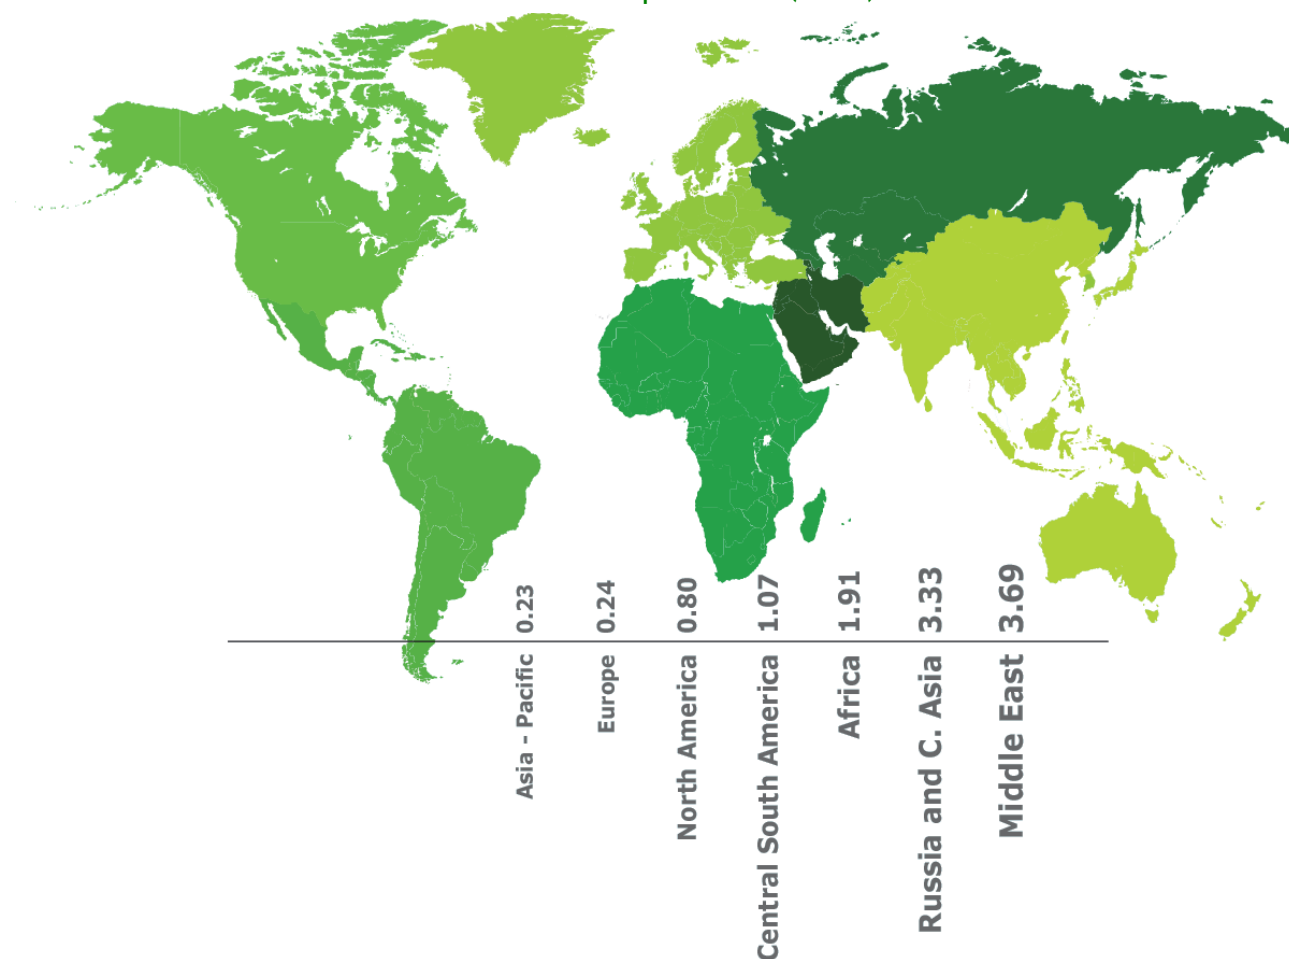 Asia - Pacific 0.23
Europe 0.24
North America 0.80
Central South America 1.07
Africa 1.91
Russia and C. Asia 3.33
Middle East 3.69